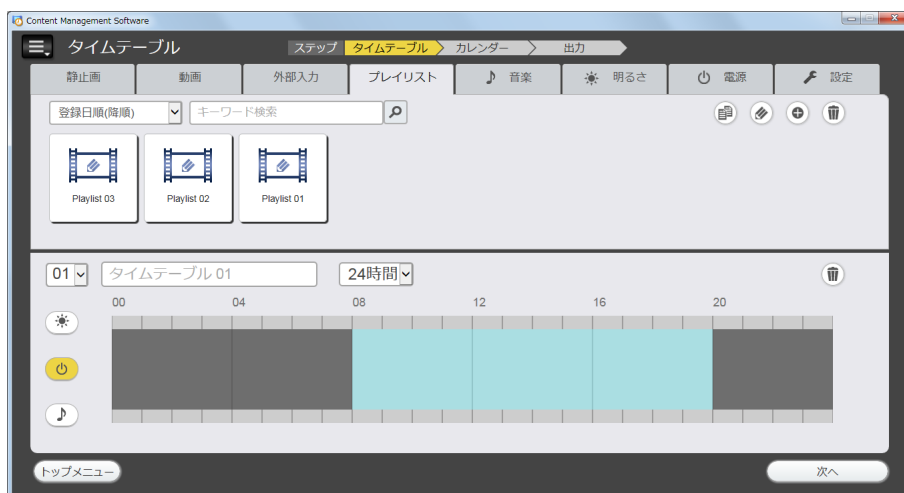 Content Management Software
タイムテーブル ステップ タイムテーブル カレンダー 出力
静止画 動画 外部入力 プレイリスト 音楽 明るさ 電源 設定
登録日順(降順) キーワード検索
Playlist 03 Playlist 02 Playlist 01
01 タイムテーブル 01 24時間
00 04 08 12 16 20
トップメニュー 次へ